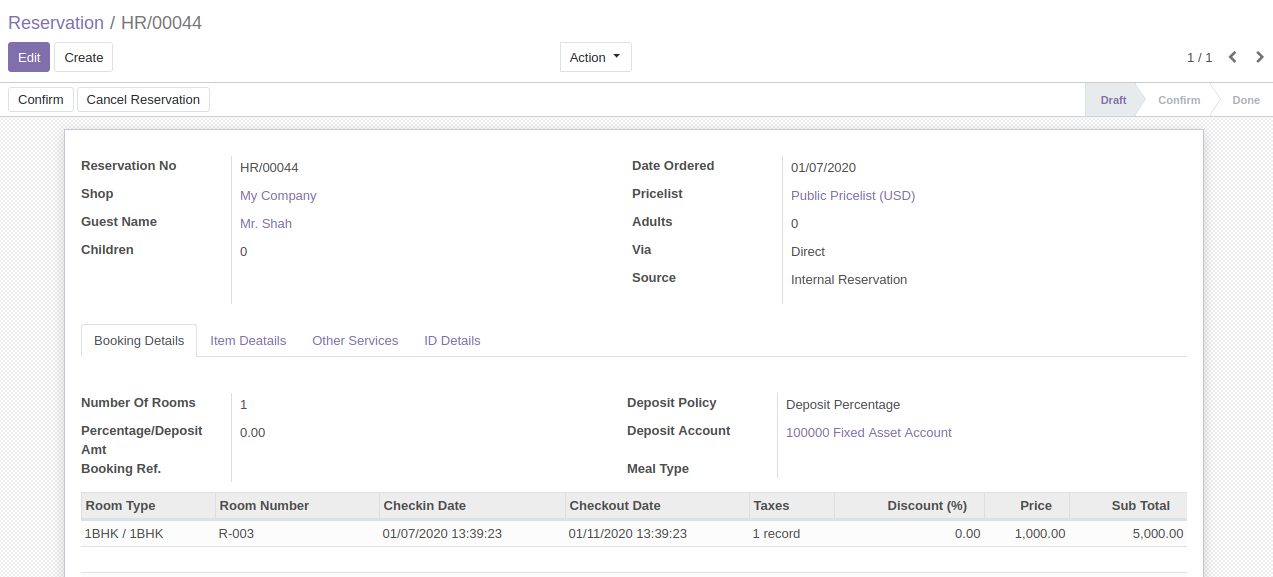 Reservation / HR/00044
Edit Create Action 1 / 1
Confirm Cancel Reservation Draft Confirm Done
Reservation No HR/00044 Date Ordered 01/07/2020
Shop My Company Pricelist Public Pricelist (USD)
Guest Name Mr. Shah Adults 0
Children 0 Via Direct
Source Internal Reservation
Booking Details Item Deatails Other Services ID Details
Number Of Rooms 1 Deposit Policy Deposit Percentage
Percentage/Deposit 0.00 Deposit Account 100000 Fixed Asset Account
Amt
Booking Ref. Meal Type
Room Type Room Number Checkin Date Checkout Date Taxes Discount (%) Price Sub Total
1BHK / 1BHK R-003 01/07/2020 13:39:23 01/11/2020 13:39:23 1 record 0.00 1,000.00 5,000.00